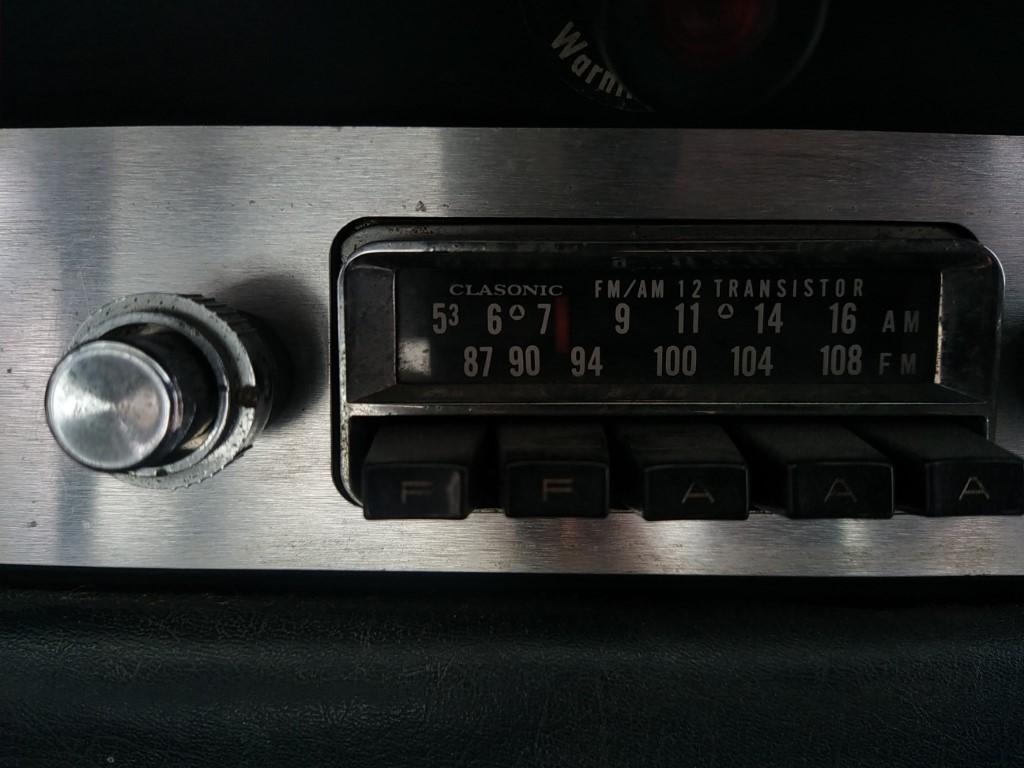 Warni
CLASONIC FM/AM 12 TRANSISTOR
53 6 7 9 11 14 16 AM
87 90 94 100 104 108 FM
F F A A A